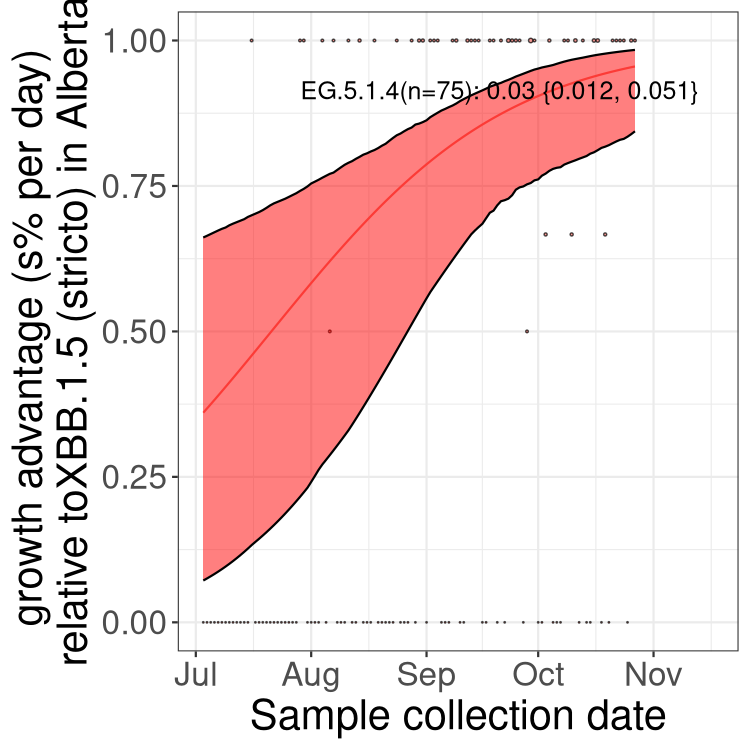 growth advantage (s% per day)
relative toXBB.1.5 (stricto) in Alberta
1.00
0.75
0.50
0.25
0.00
EG.5.1.4(n=75): 0.03 {0.012, 0.051}
Jul Aug Sep Oct Nov
Sample collection date